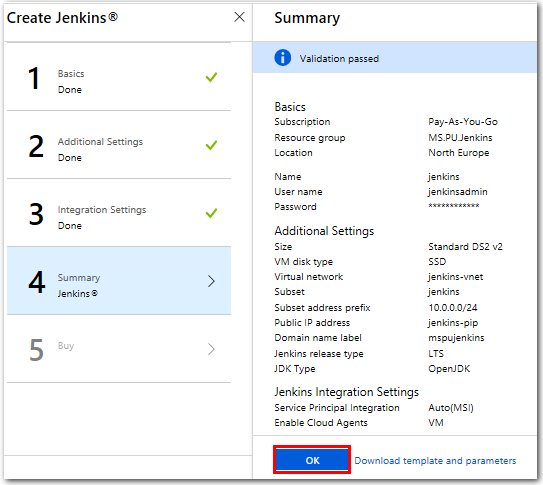 Create Jenkins®
1
Basics
Done
2
Additional Settings
Done
3
Integration Settings
Done
4
Summary
Jenkins®
5
Buy
Summary
Validation passed
Basics
Subscription Pay-As-You-Go
Resource group MS.PUJenkins
Location North Europe
Name jenkins
User name jenkinsadmin
Password ************
Additional Settings
Size Standard DS2 v2
VM disk type SSD
Virtual network jenkins-vnet
Subset jenkins
Subset address prefix 10.0.0.0/24
Public IP address jenkins-pip
Domain name label mspujenkins
Jenkins release type LTS
JDK Type OpenJDK
Jenkins Integration Settings
Service Principal Integration Auto(MSI)
Enable Cloud Agents VM
OK Download template and parameters